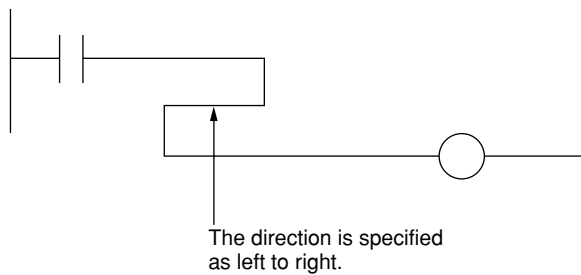 The direction is specified
as left to right.